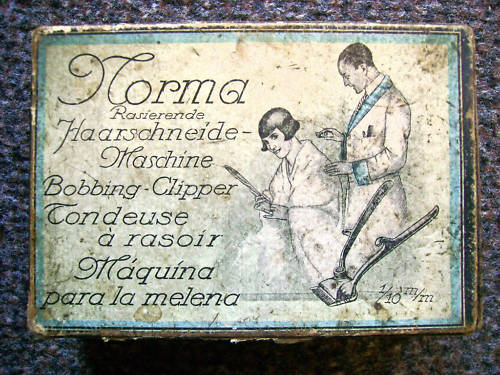 Norma
Rasierende
Haarschneide-
Maschine
Bobbing-Clipper
Tondeuse
à rasoir
Máquina
para la melena
1/10 m/m